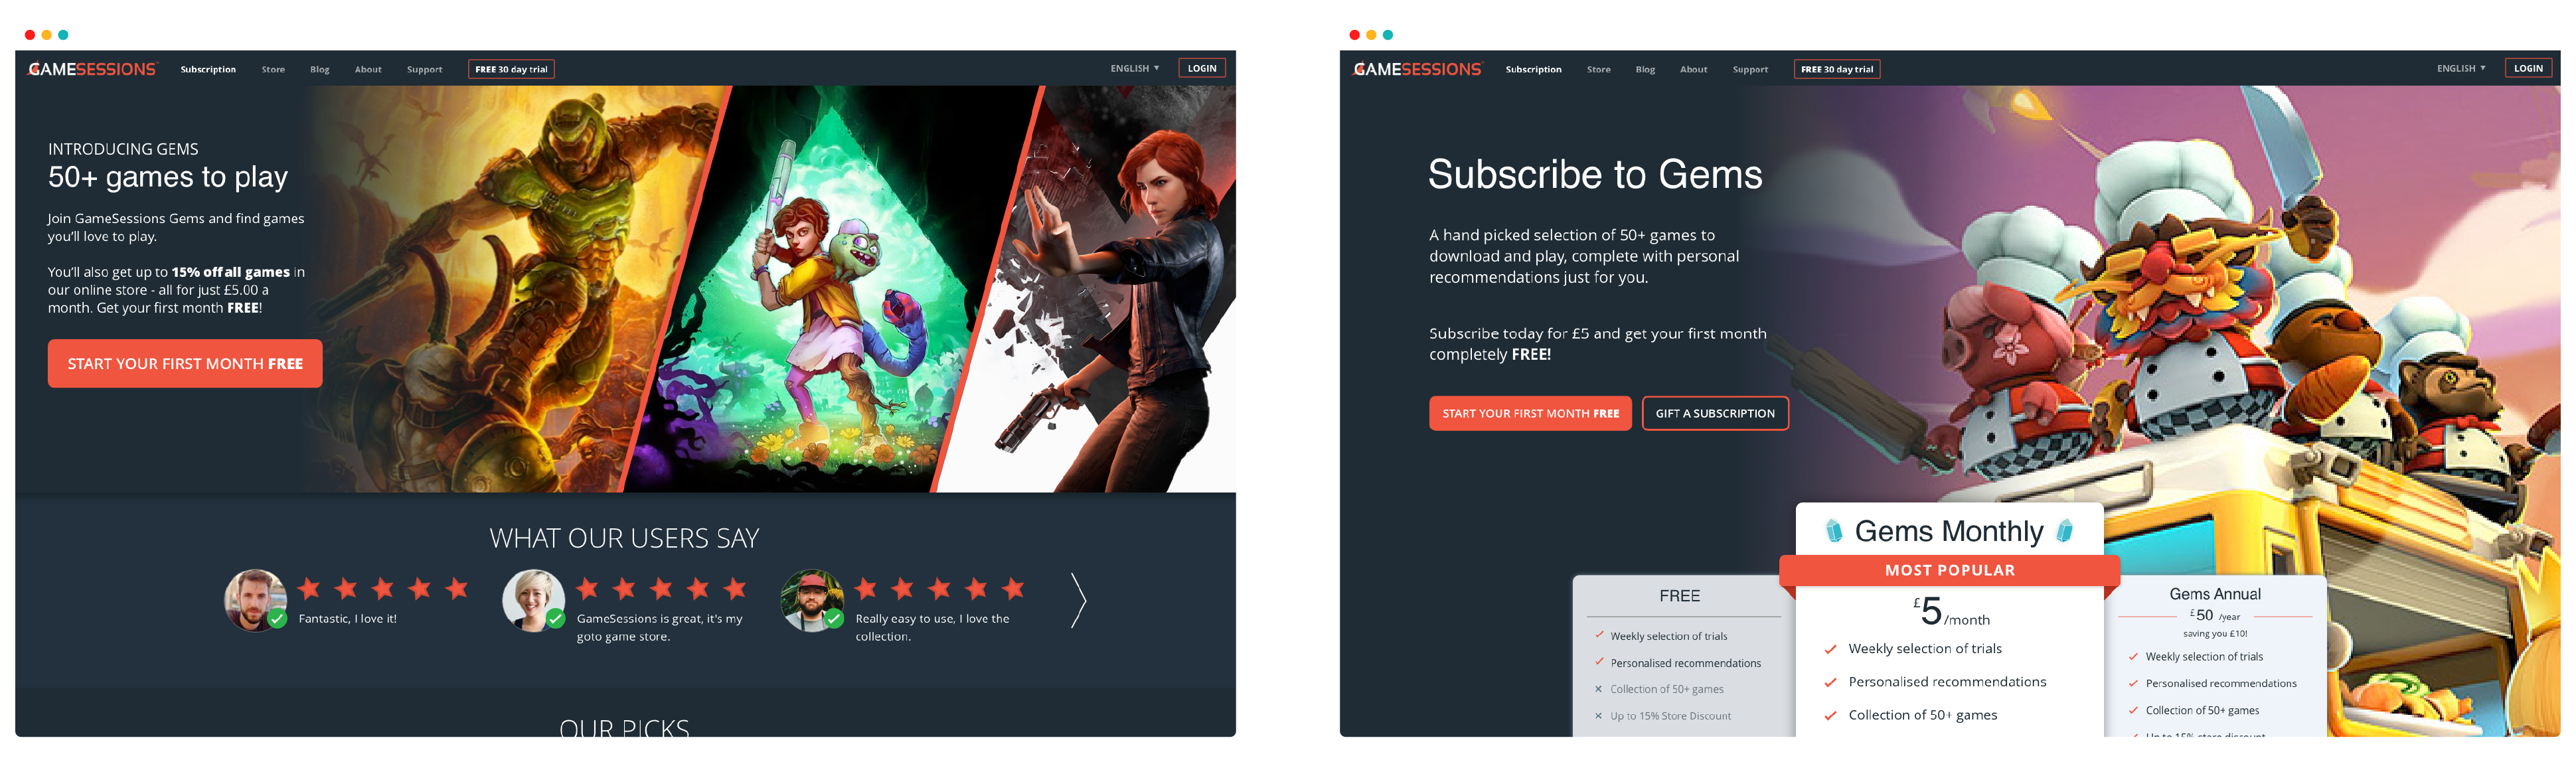 GAMESESSIONS
Subscription Store Blog About Support FREE 30 day trial ENGLISH LOGIN
INTRODUCING GEMS
50+ games to play
Join GameSessions Gems and find games
you'll love to play.
You'll also get up to 15% off all games in
our online store - all for just £5.00 a
month. Get your first month FREE!
START YOUR FIRST MONTH FREE
WHAT OUR USERS SAY
Fantastic, I love it!
GameSessions is great, it's my
goto game store.
Really easy to use, I love the
collection.
OUR PICKS
GAMESESSIONS
Subscription Store Blog About Support FREE 30 day trial ENGLISH LOGIN
Subscribe to Gems
A hand picked selection of 50+ games to
download and play, complete with personal
recommendations just for you.
Subscribe today for £5 and get your first month
completely FREE!
START YOUR FIRST MONTH FREE GIFT A SUBSCRIPTION
FREE
Weekly selection of trials
Personalised recommendations
Collection of 50+ games
Up to 15% Store Discount
Gems Monthly
MOST POPULAR
£5/month
Weekly selection of trials
Personalised recommendations
Collection of 50+ games
Gems Annual
£50 /year
saving you £10!
Weekly selection of trials
Personalised recommendations
Collection of 50+ games
Up to 15% store discount